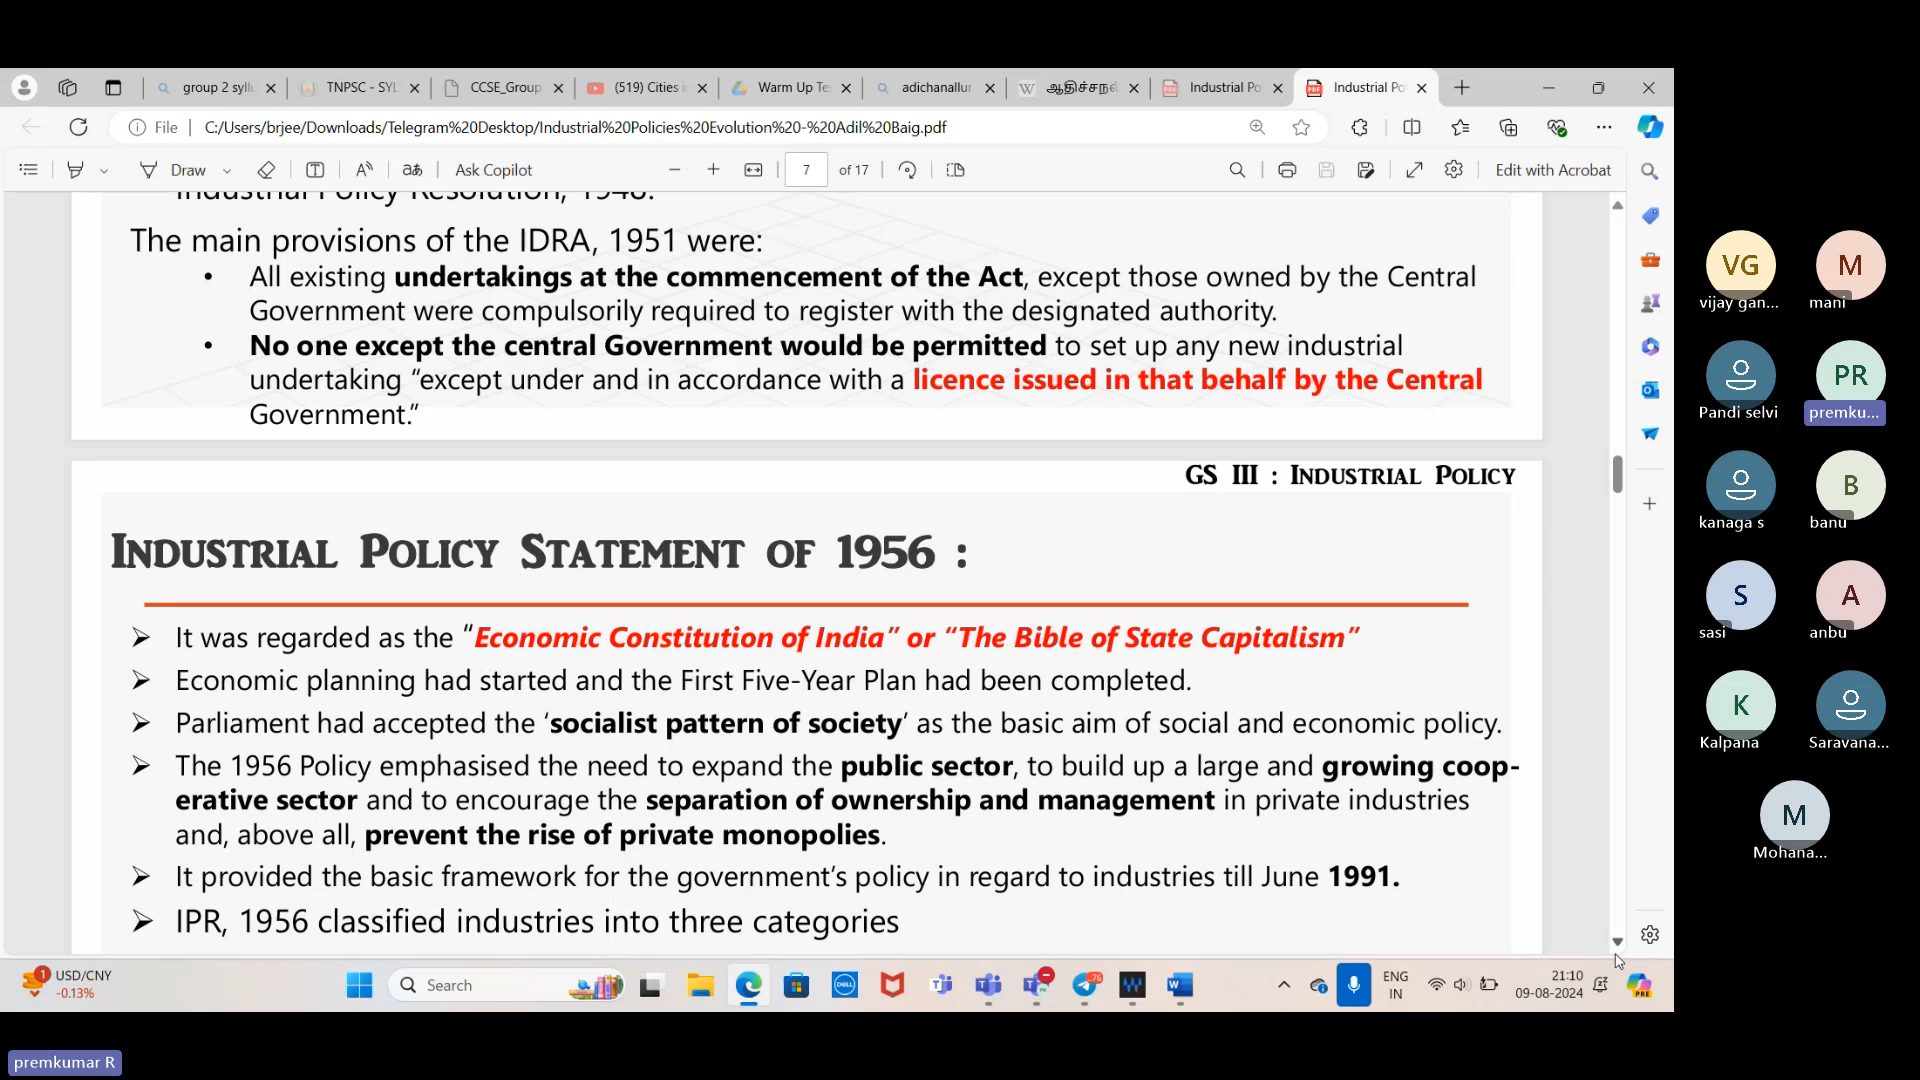 group 2 syll
TNPSC - SYL
CCSE_Group
(519) Cities i
Warm Up Te
adichanallur
Industrial Po
Industrial Po
File
C:/Users/brjee/Downloads/Telegram%20Desktop/Industrial%20Policies%20Evolution%20-%20Adil%20Baig.pdf
Draw
aあ
Ask Copilot
7
of 17
Edit with Acrobat
Industrial Policy Resolution, 1948.
The main provisions of the IDRA, 1951 were:
• All existing undertakings at the commencement of the Act, except those owned by the Central
Government were compulsorily required to register with the designated authority.
• No one except the central Government would be permitted to set up any new industrial
undertaking “except under and in accordance with a licence issued in that behalf by the Central
Government.”
GS III : Industrial Policy
Industrial Policy Statement of 1956 :
➢ It was regarded as the “Economic Constitution of India” or “The Bible of State Capitalism”
➢ Economic planning had started and the First Five-Year Plan had been completed.
➢ Parliament had accepted the ‘socialist pattern of society’ as the basic aim of social and economic policy.
➢ The 1956 Policy emphasised the need to expand the public sector, to build up a large and growing coop-
erative sector and to encourage the separation of ownership and management in private industries
and, above all, prevent the rise of private monopolies.
➢ It provided the basic framework for the government’s policy in regard to industries till June 1991.
➢ IPR, 1956 classified industries into three categories
VG
vijay gan...
M
mani
Pandi selvi
PR
premku...
kanaga s
B
banu
S
sasi
A
anbu
K
Kalpana
Saravana...
M
Mohana...
1
USD/CNY
-0.13%
Search
DELL
ENG
IN
21:10
09-08-2024
PRE
premkumar R